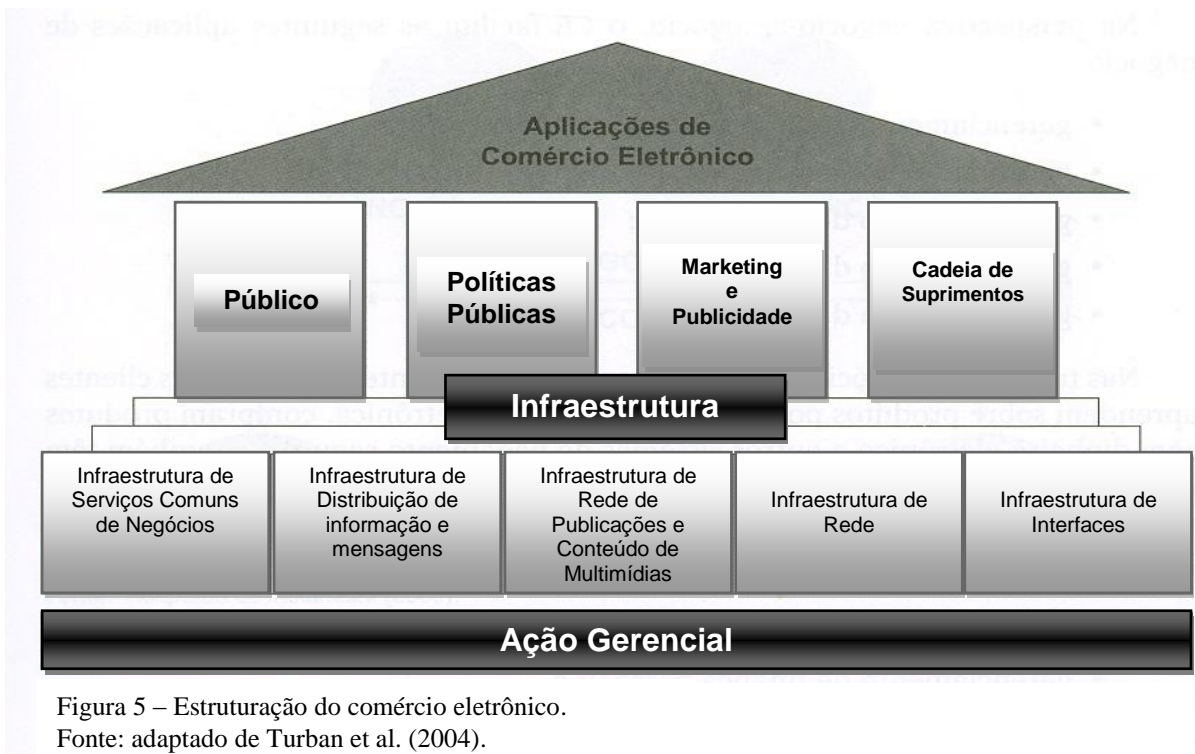 Aplicações de
Comércio Eletrônico
Público
Políticas
Públicas
Marketing
e
Publicidade
Cadeia de
Suprimentos
Infraestrutura
Infraestrutura de
Serviços Comuns
de Negócios
Infraestrutura de
Distribuição de
informação e
mensagens
Infraestrutura de
Rede de
Publicações e
Conteúdo de
Multimídias
Infraestrutura de
Rede
Infraestrutura de
Interfaces
Ação Gerencial
Figura 5 – Estruturação do comércio eletrônico.
Fonte: adaptado de Turban et al. (2004).